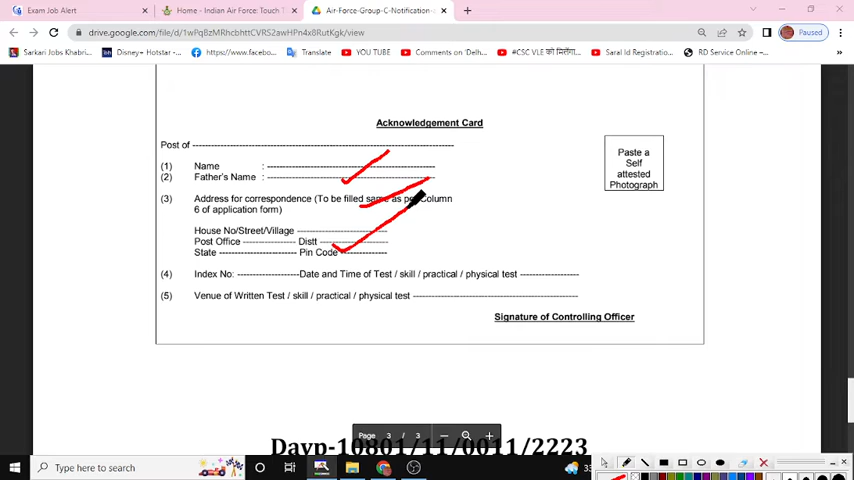 Exam Job Alert
Home - Indian Air Force: Touch T
Air-Force-Group-C-Notification
drive.google.com/file/d/1wPqBzMRhcbhttCVRS2awHPn4x8RutKgk/view
Paused
Sarkari Jobs Khabri...
Disney+ Hotstar -...
https://www.facebo...
Translate
YOU TUBE
Comments on 'Delh...
#CSC VLE को मिलेगा...
Saral Id Registratio...
RD Service Online -...
Acknowledgement Card
Post of ----------------------------------------------------------------
(1) Name : -----------------------------------------
(2) Father's Name : -----------------------------------------
(3) Address for correspondence (To be filled same as per Column
6 of application form)
House No/Street/Village ----------------------
Post Office ------------- Distt -----------------
State ------------------- Pin Code -----------
(4) Index No: -------------------Date and Time of Test / skill / practical / physical test --------------
(5) Venue of Written Test / skill / practical / physical test ----------------------------------------
Signature of Controlling Officer
Paste a
Self
attested
Photograph
Davp-10801/11/0011/2223
Page 3 / 3
Type here to search